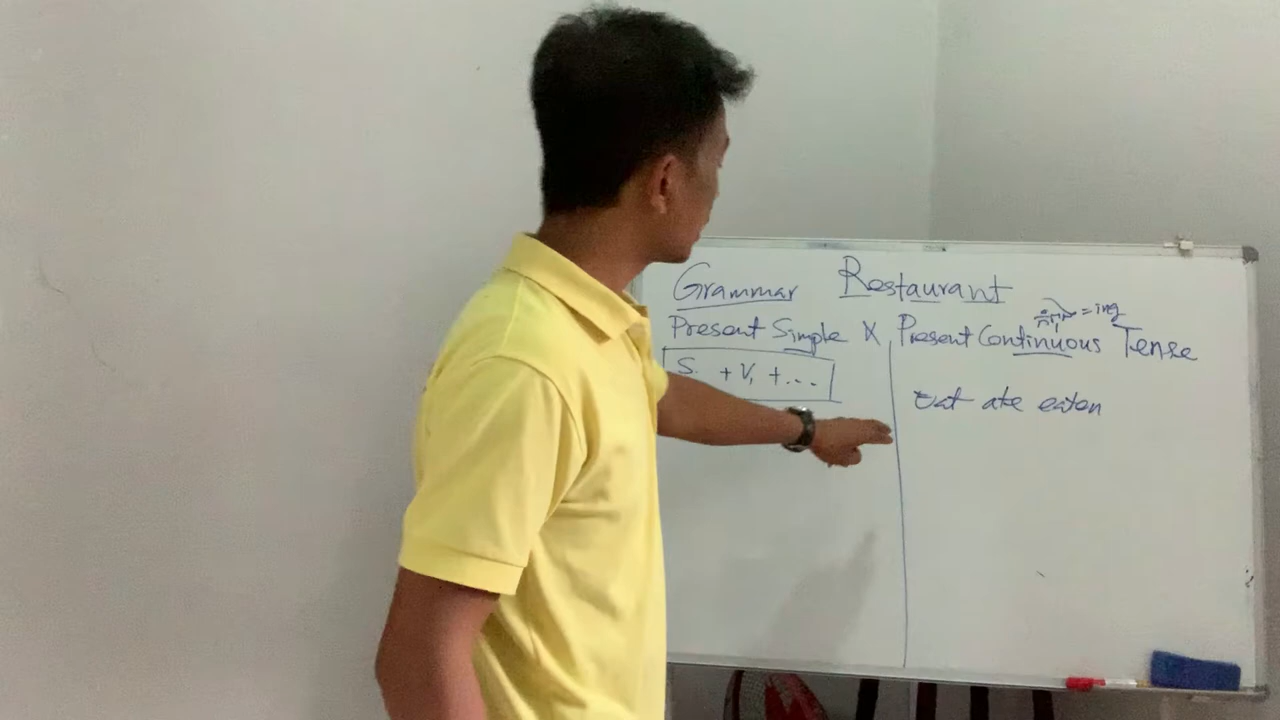 Grammar Restaurant
= ing
Present Simple X Present Continuous Tense
S. + V₁ + ...
eat ate eaten